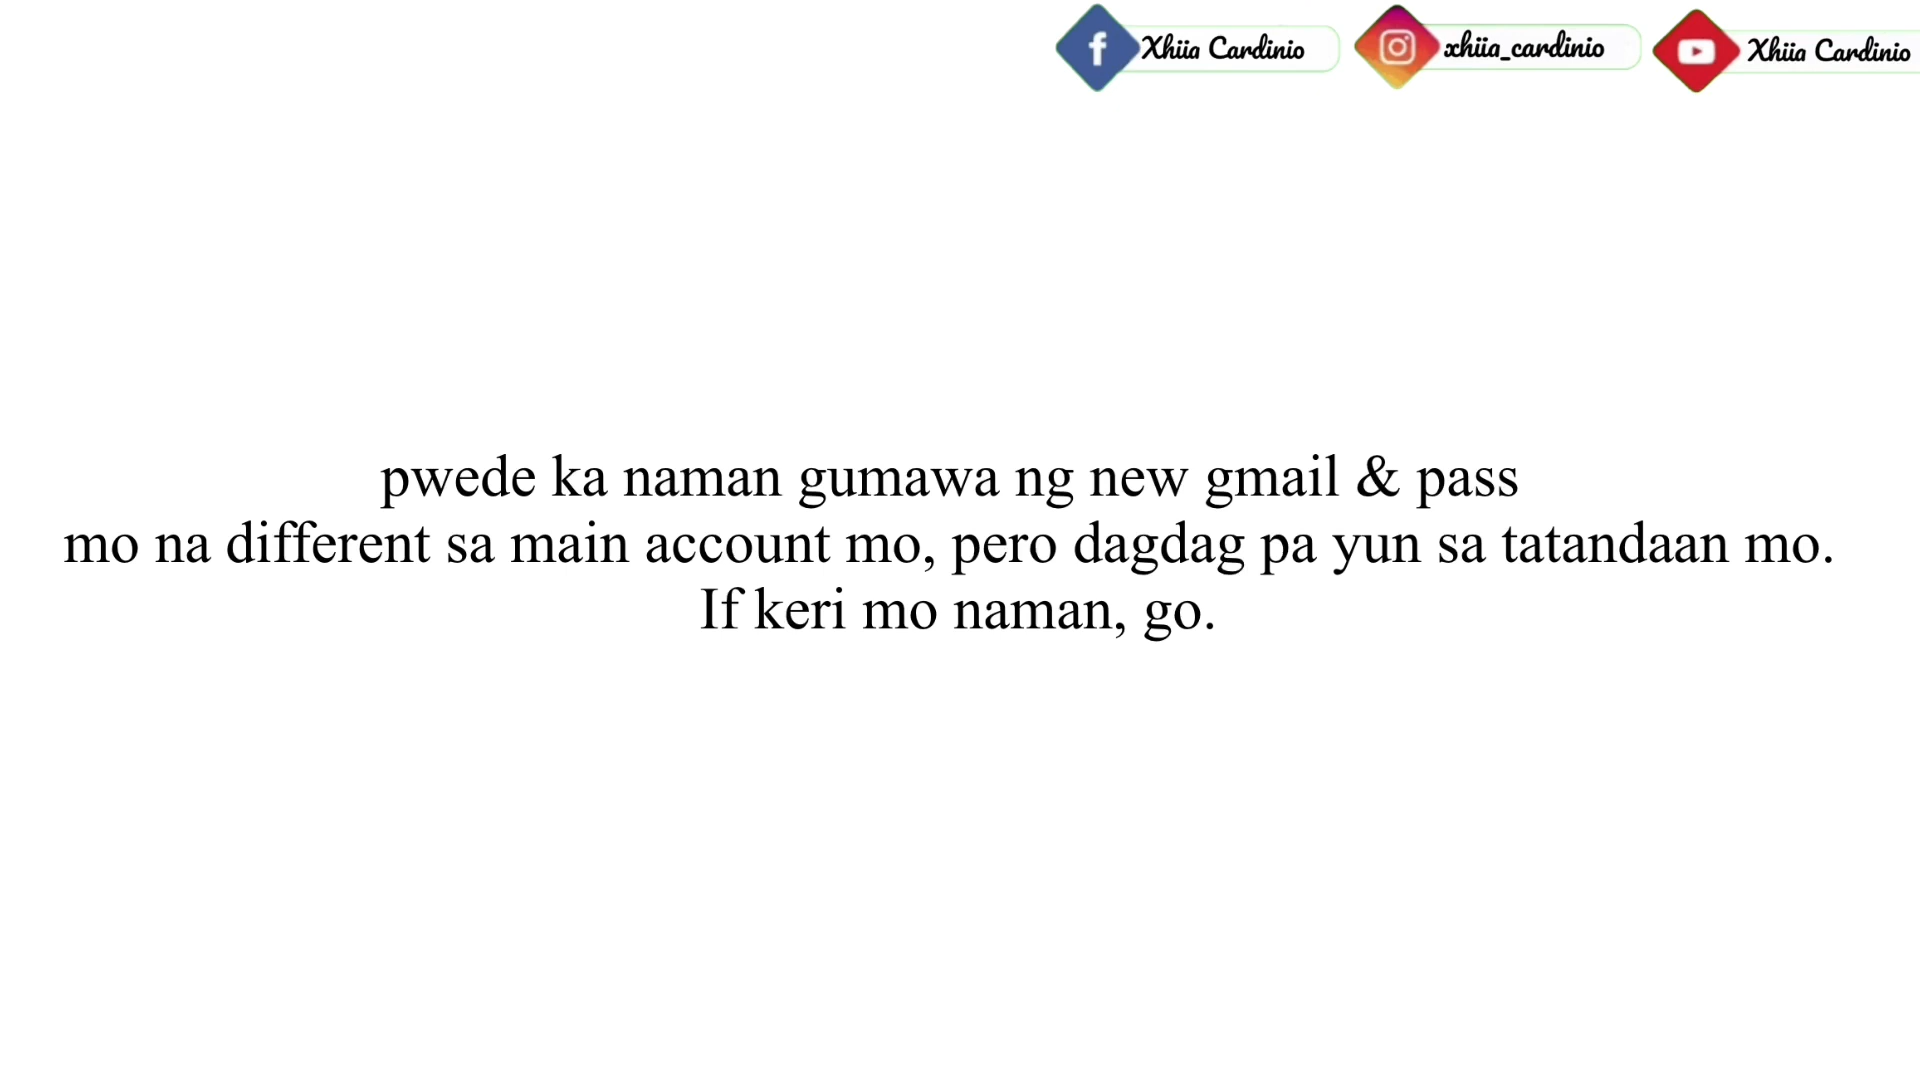 Xhiia Cardinio
xhiia_cardinio
Xhiia Cardinio
pwede ka naman gumawa ng new gmail & pass
mo na different sa main account mo, pero dagdag pa yun sa tatandaan mo.
If keri mo naman, go.